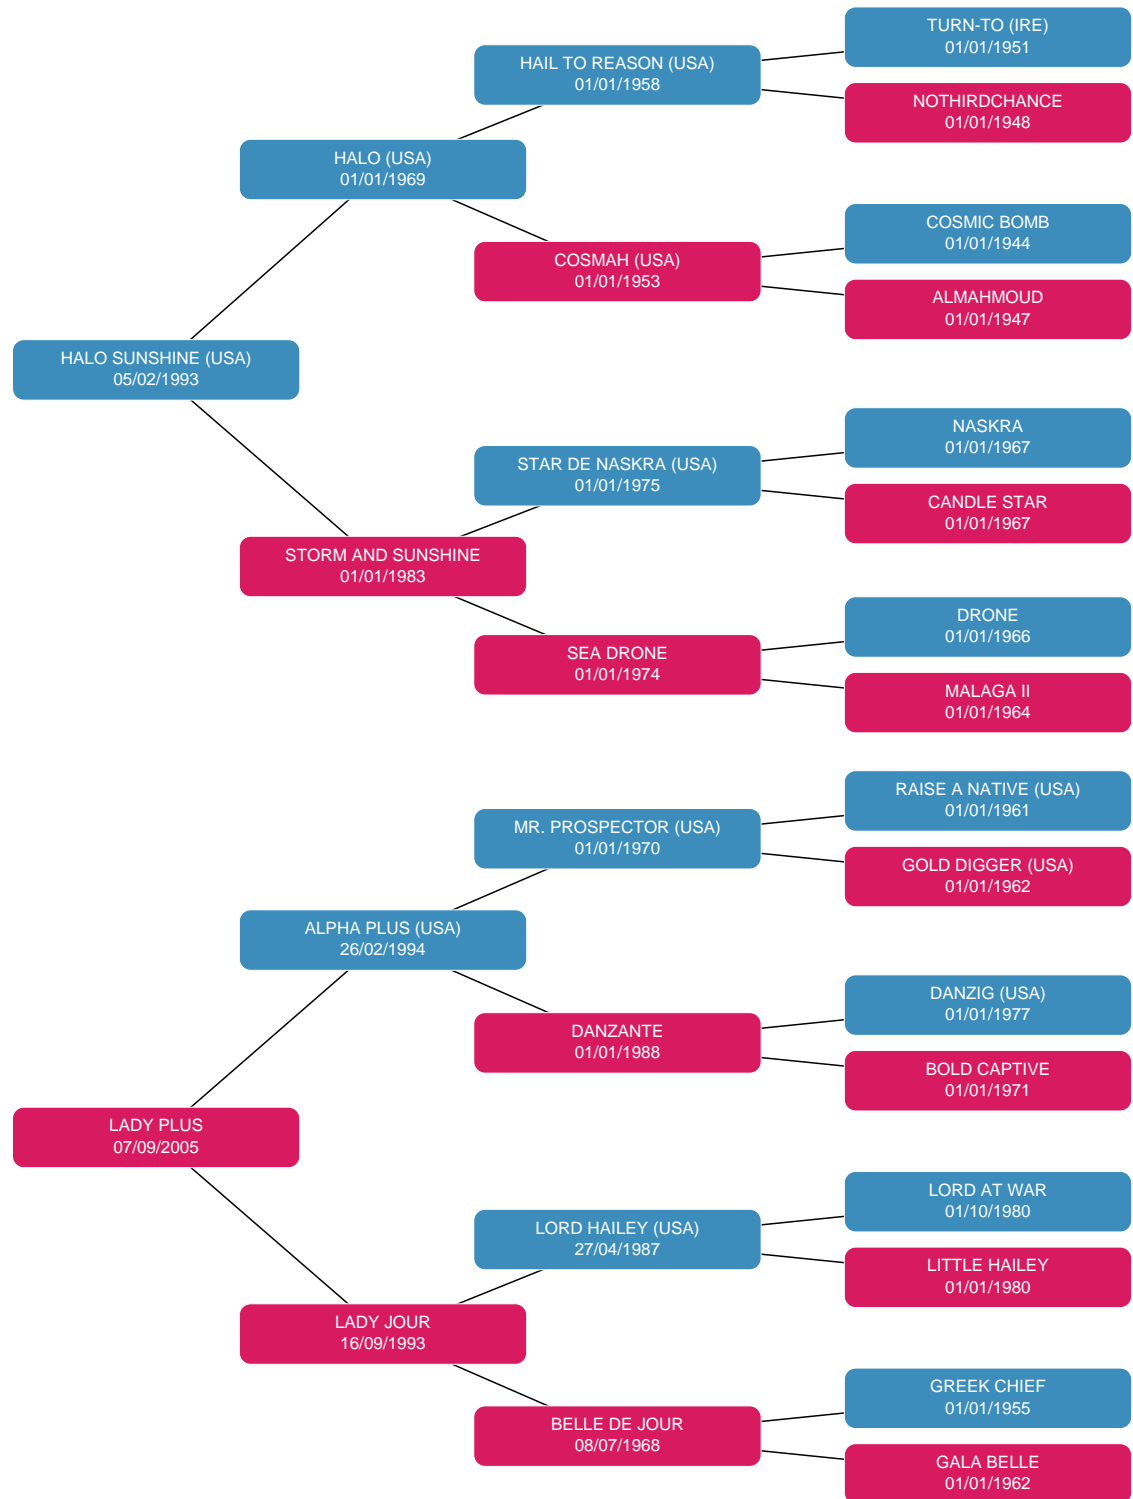 TURN-TO (IRE)
01/01/1951
HAIL TO REASON (USA)
01/01/1958
NOTHIRDCHANCE
01/01/1948
HALO (USA)
01/01/1969
COSMIC BOMB
01/01/1944
COSMAH (USA)
01/01/1953
ALMAHMOUD
01/01/1947
HALO SUNSHINE (USA)
05/02/1993
NASKRA
01/01/1967
STAR DE NASKRA (USA)
01/01/1975
CANDLE STAR
01/01/1967
STORM AND SUNSHINE
01/01/1983
DRONE
01/01/1966
SEA DRONE
01/01/1974
MALAGA II
01/01/1964
RAISE A NATIVE (USA)
01/01/1961
MR. PROSPECTOR (USA)
01/01/1970
GOLD DIGGER (USA)
01/01/1962
ALPHA PLUS (USA)
26/02/1994
DANZIG (USA)
01/01/1977
DANZANTE
01/01/1988
BOLD CAPTIVE
01/01/1971
LADY PLUS
07/09/2005
LORD AT WAR
01/10/1980
LORD HAILEY (USA)
27/04/1987
LITTLE HAILEY
01/01/1980
LADY JOUR
16/09/1993
GREEK CHIEF
01/01/1955
BELLE DE JOUR
08/07/1968
GALA BELLE
01/01/1962